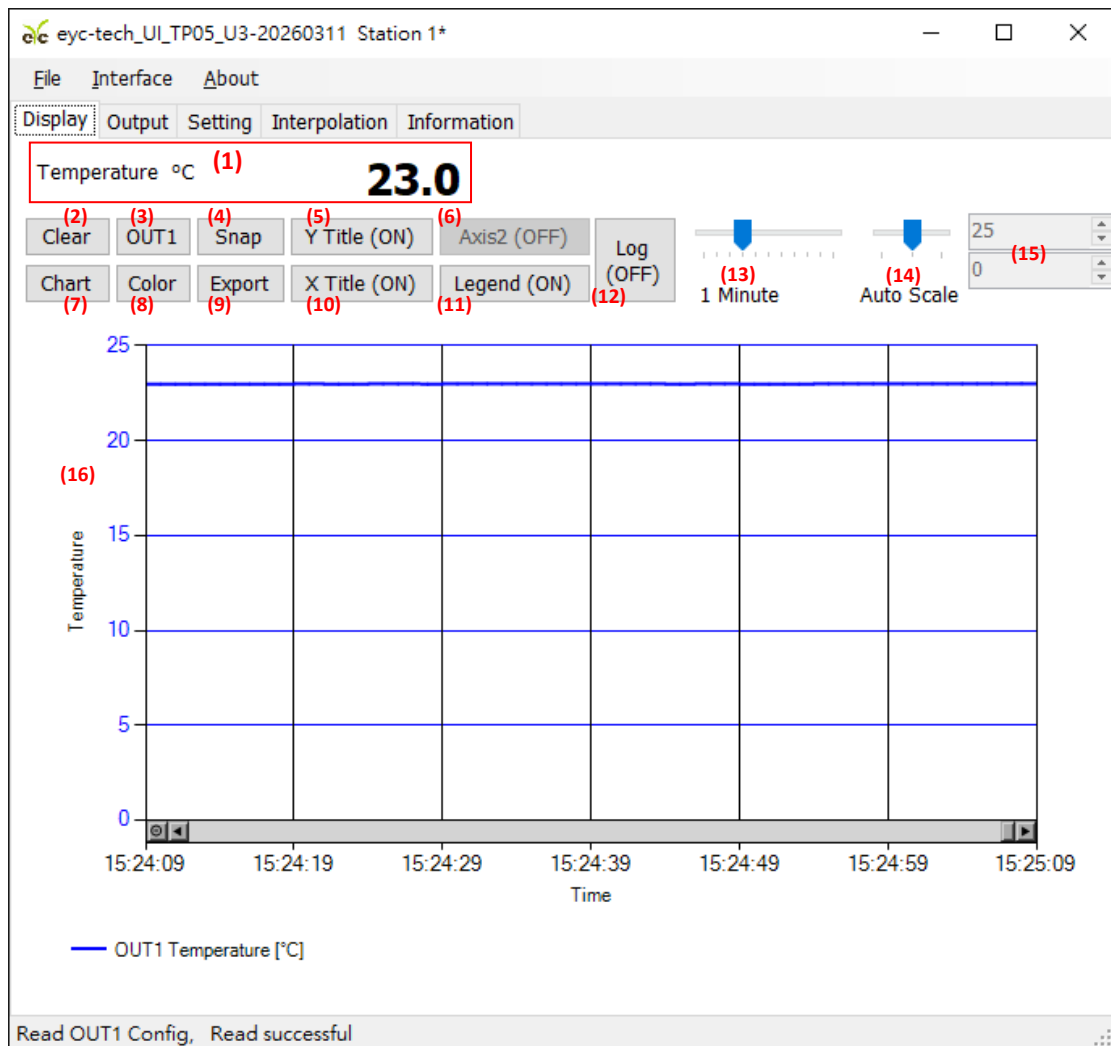 eyc-tech_UI_TP05_U3-20260311 Station 1*
File Interface About
Display Output Setting Interpolation Information
Temperature °C (1) 23.0
(2) (3) (4) (5) (6)
Clear OUT1 Snap Y Title (ON) Axis2 (OFF) Log (OFF) 25
(13) (14) (15)
0
Chart Color Export X Title (ON) Legend (ON) 1 Minute Auto Scale
(7) (8) (9) (10) (11) (12)
25
20
(16)
15
Temperature
10
5
0
15:24:09 15:24:19 15:24:29 15:24:39 15:24:49 15:24:59 15:25:09
Time
OUT1 Temperature [°C]
Read OUT1 Config, Read successful